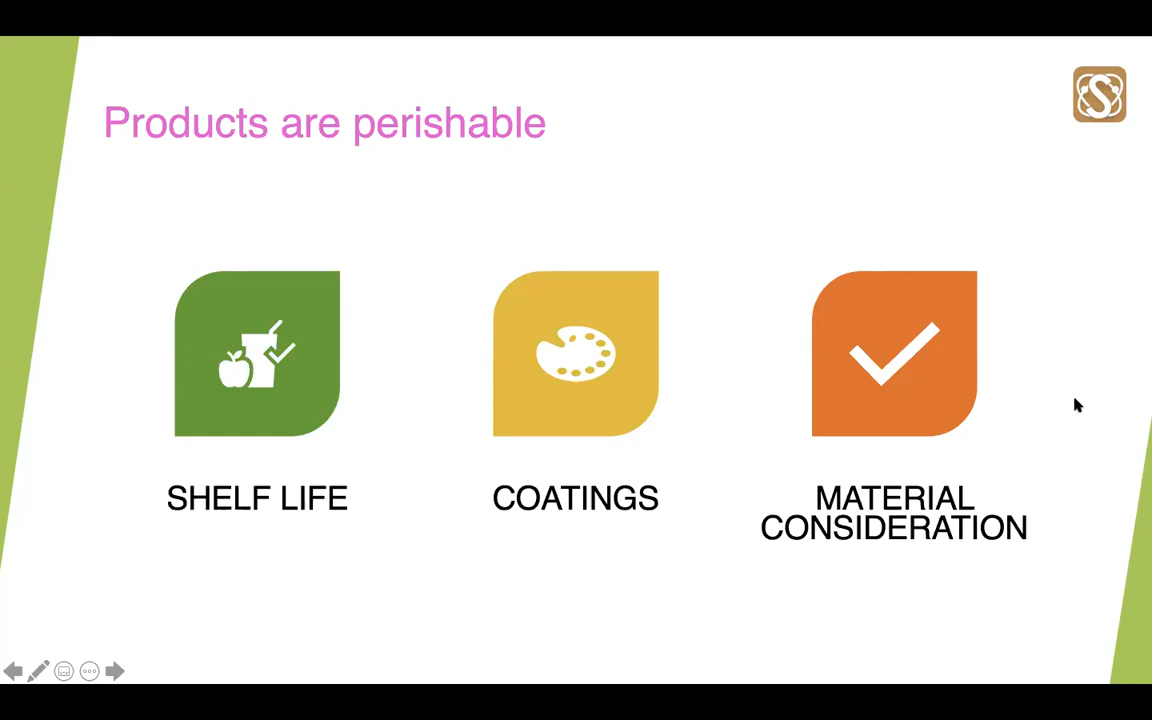 Products are perishable
S
SHELF LIFE
COATINGS
MATERIAL
CONSIDERATION